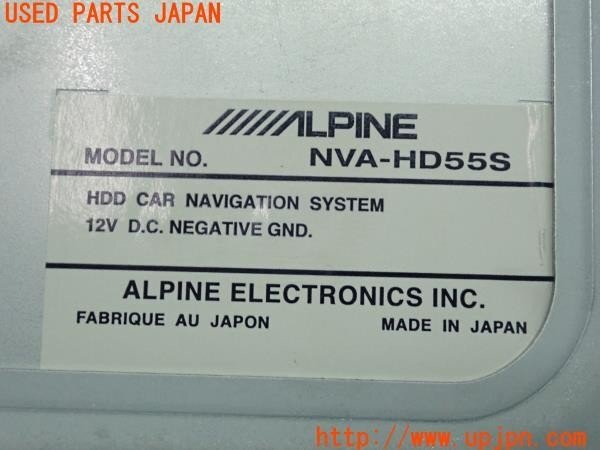 USED PARTS JAPAN
ALPINE
MODEL NO. NVA-HD55S
HDD CAR NAVIGATION SYSTEM
12V D.C. NEGATIVE GND.
ALPINE ELECTRONICS INC.
FABRIQUE AU JAPON MADE IN JAPAN
http://www.upjpn.com